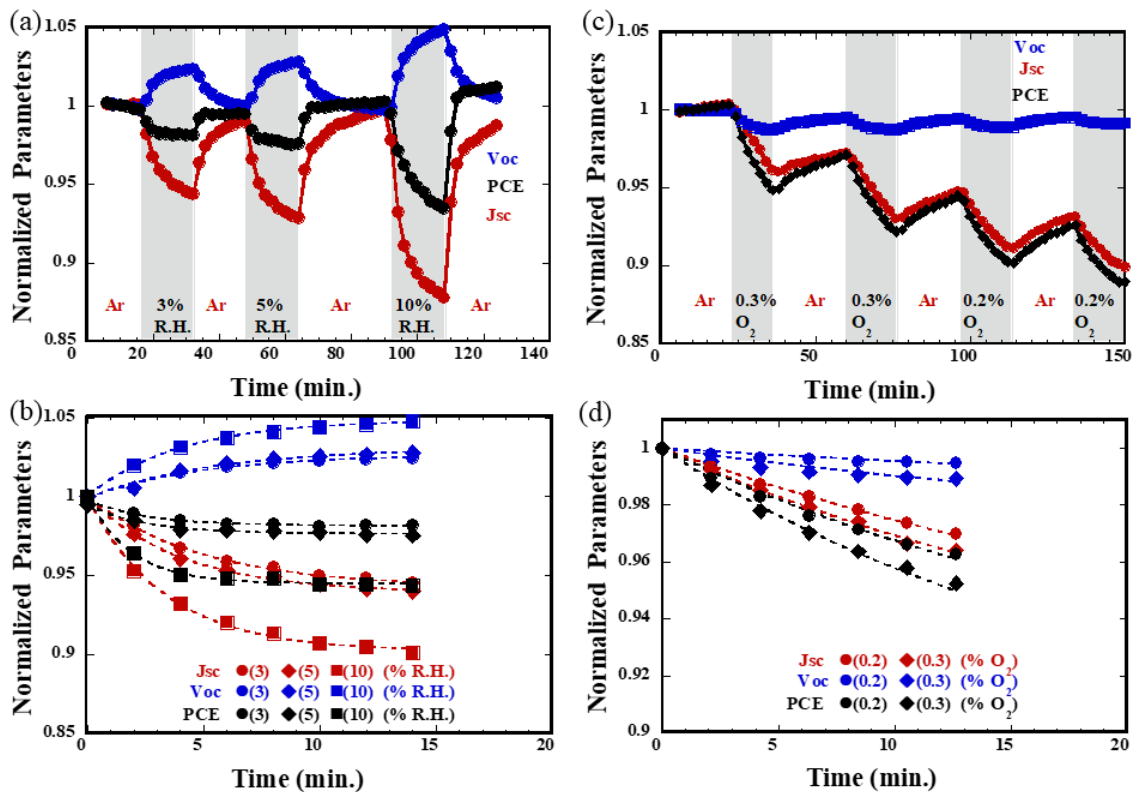 (a)
1.05
1
0.95
0.9
0.85
Normalized Parameters
Voc
PCE
Jsc
Ar 3% R.H. Ar 5% R.H. Ar 10% R.H. Ar
0 20 40 60 80 100 120 140
Time (min.)
(c)
1.05
1
0.95
0.9
0.85
Normalized Parameters
Voc
Jsc
PCE
Ar 0.3% O2 Ar 0.3% O2 Ar 0.2% O2 Ar 0.2% O2
0 50 100 150
Time (min.)
(b)
1.05
1
0.95
0.9
0.85
Normalized Parameters
Jsc (3) (5) (10) (% R.H.)
Voc (3) (5) (10) (% R.H.)
PCE (3) (5) (10) (% R.H.)
0 5 10 15 20
Time (min.)
(d)
1
0.98
0.96
0.94
0.92
0.9
Normalized Parameters
Jsc (0.2) (0.3) (% O2)
Voc (0.2) (0.3) (% O2)
PCE (0.2) (0.3) (% O2)
0 5 10 15 20
Time (min.)